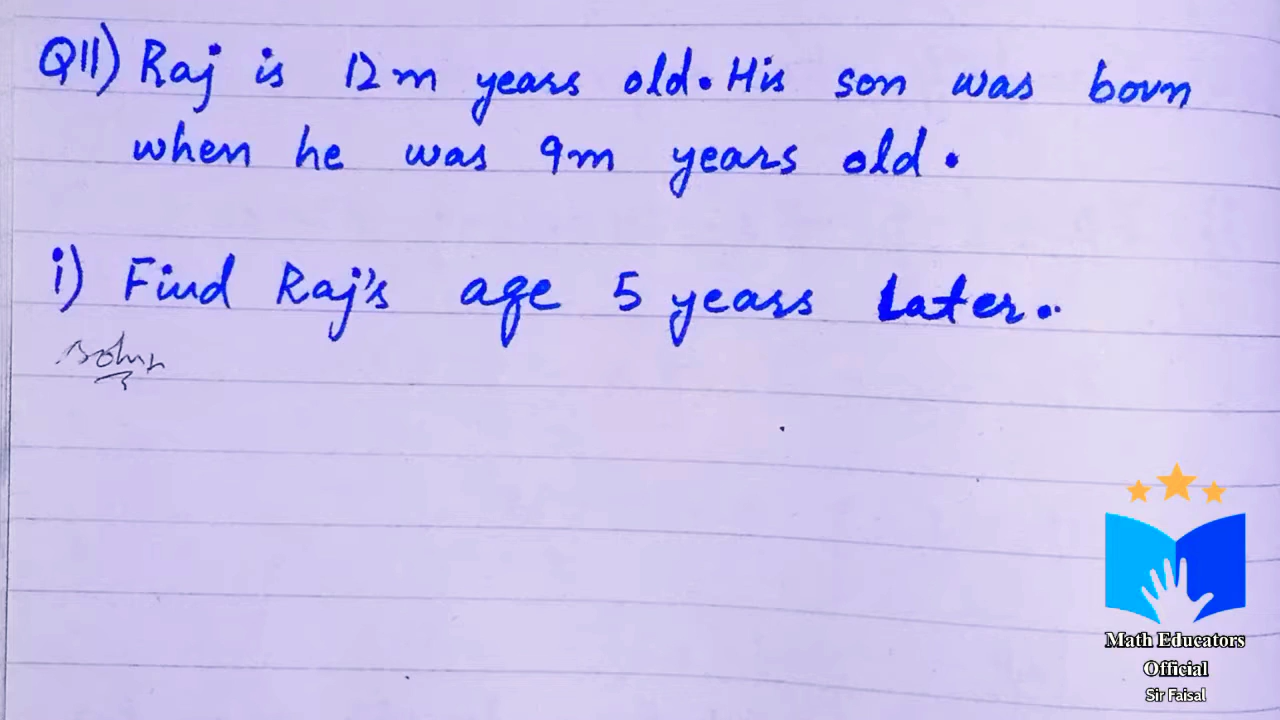 Q11) Raj is 12m years old. His son was born
when he was 9m years old.
i) Find Raj's age 5 years Later..
Soln
Math Educators
Official
Sir Faisal